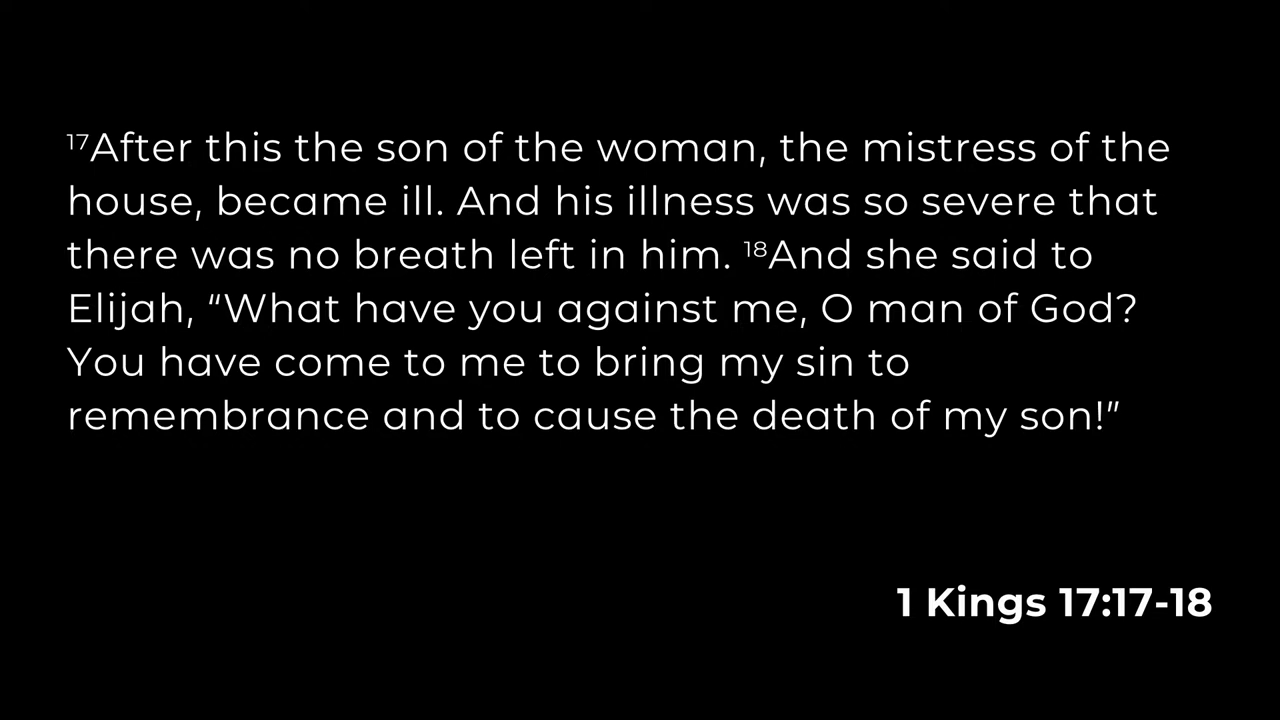 ¹⁷After this the son of the woman, the mistress of the
house, became ill. And his illness was so severe that
there was no breath left in him. ¹⁸And she said to
Elijah, “What have you against me, O man of God?
You have come to me to bring my sin to
remembrance and to cause the death of my son!”
1 Kings 17:17-18